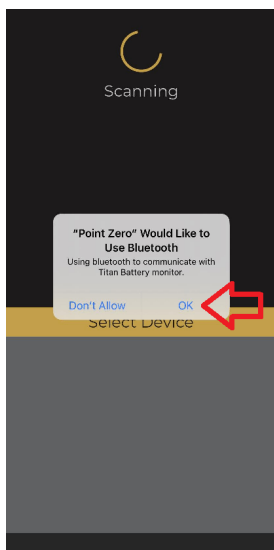 Scanning
"Point Zero" Would Like to
Use Bluetooth
Using bluetooth to communicate with
Titan Battery monitor.
Don't Allow
OK
Select Device